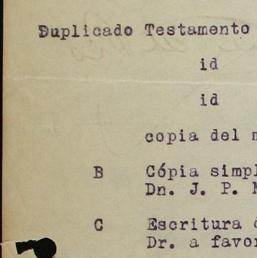 Duplicado Testamento
id
id
copia del
B Cópia simpl
Dn. J. P.
C Escritura
Dr. a favor